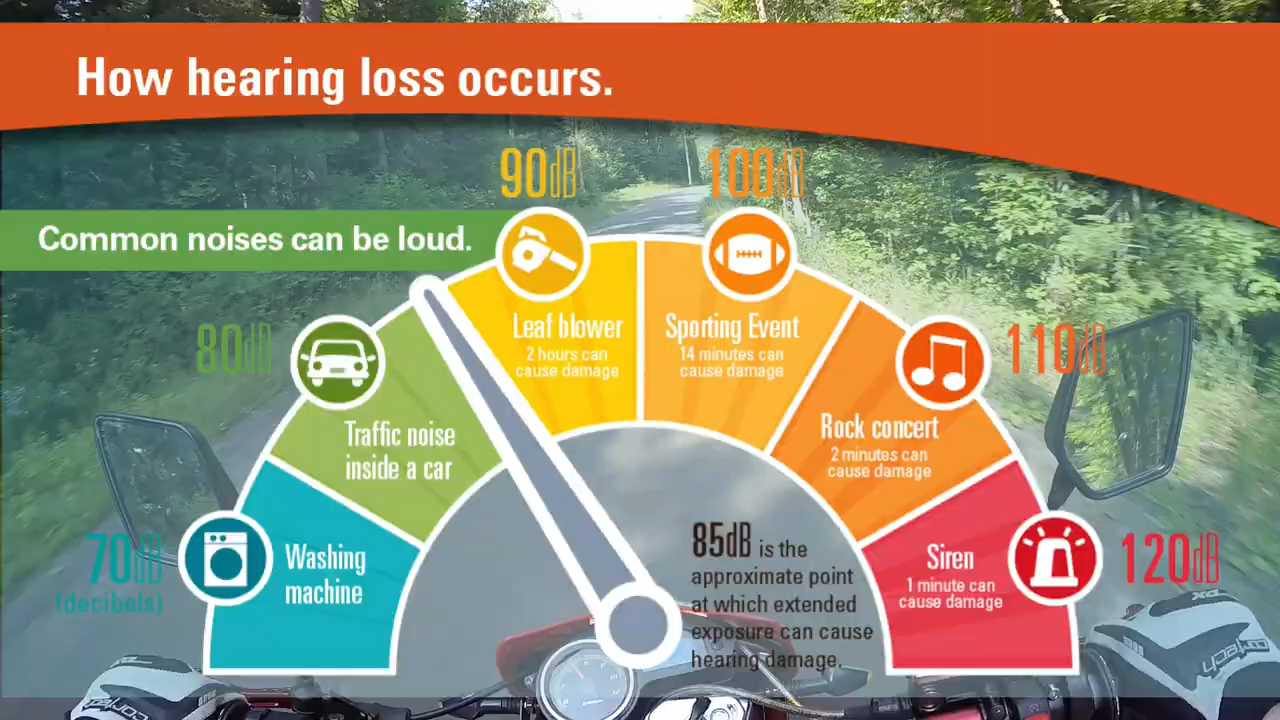 How hearing loss occurs.
Common noises can be loud.
70dB
(decibels)
Washing
machine
80dB
Traffic noise
inside a car
90dB
Leaf blower
2 hours can
cause damage
100dB
Sporting Event
14 minutes can
cause damage
110dB
Rock concert
2 minutes can
cause damage
120dB
Siren
1 minute can
cause damage
85dB is the
approximate point
at which extended
exposure can cause
hearing damage.